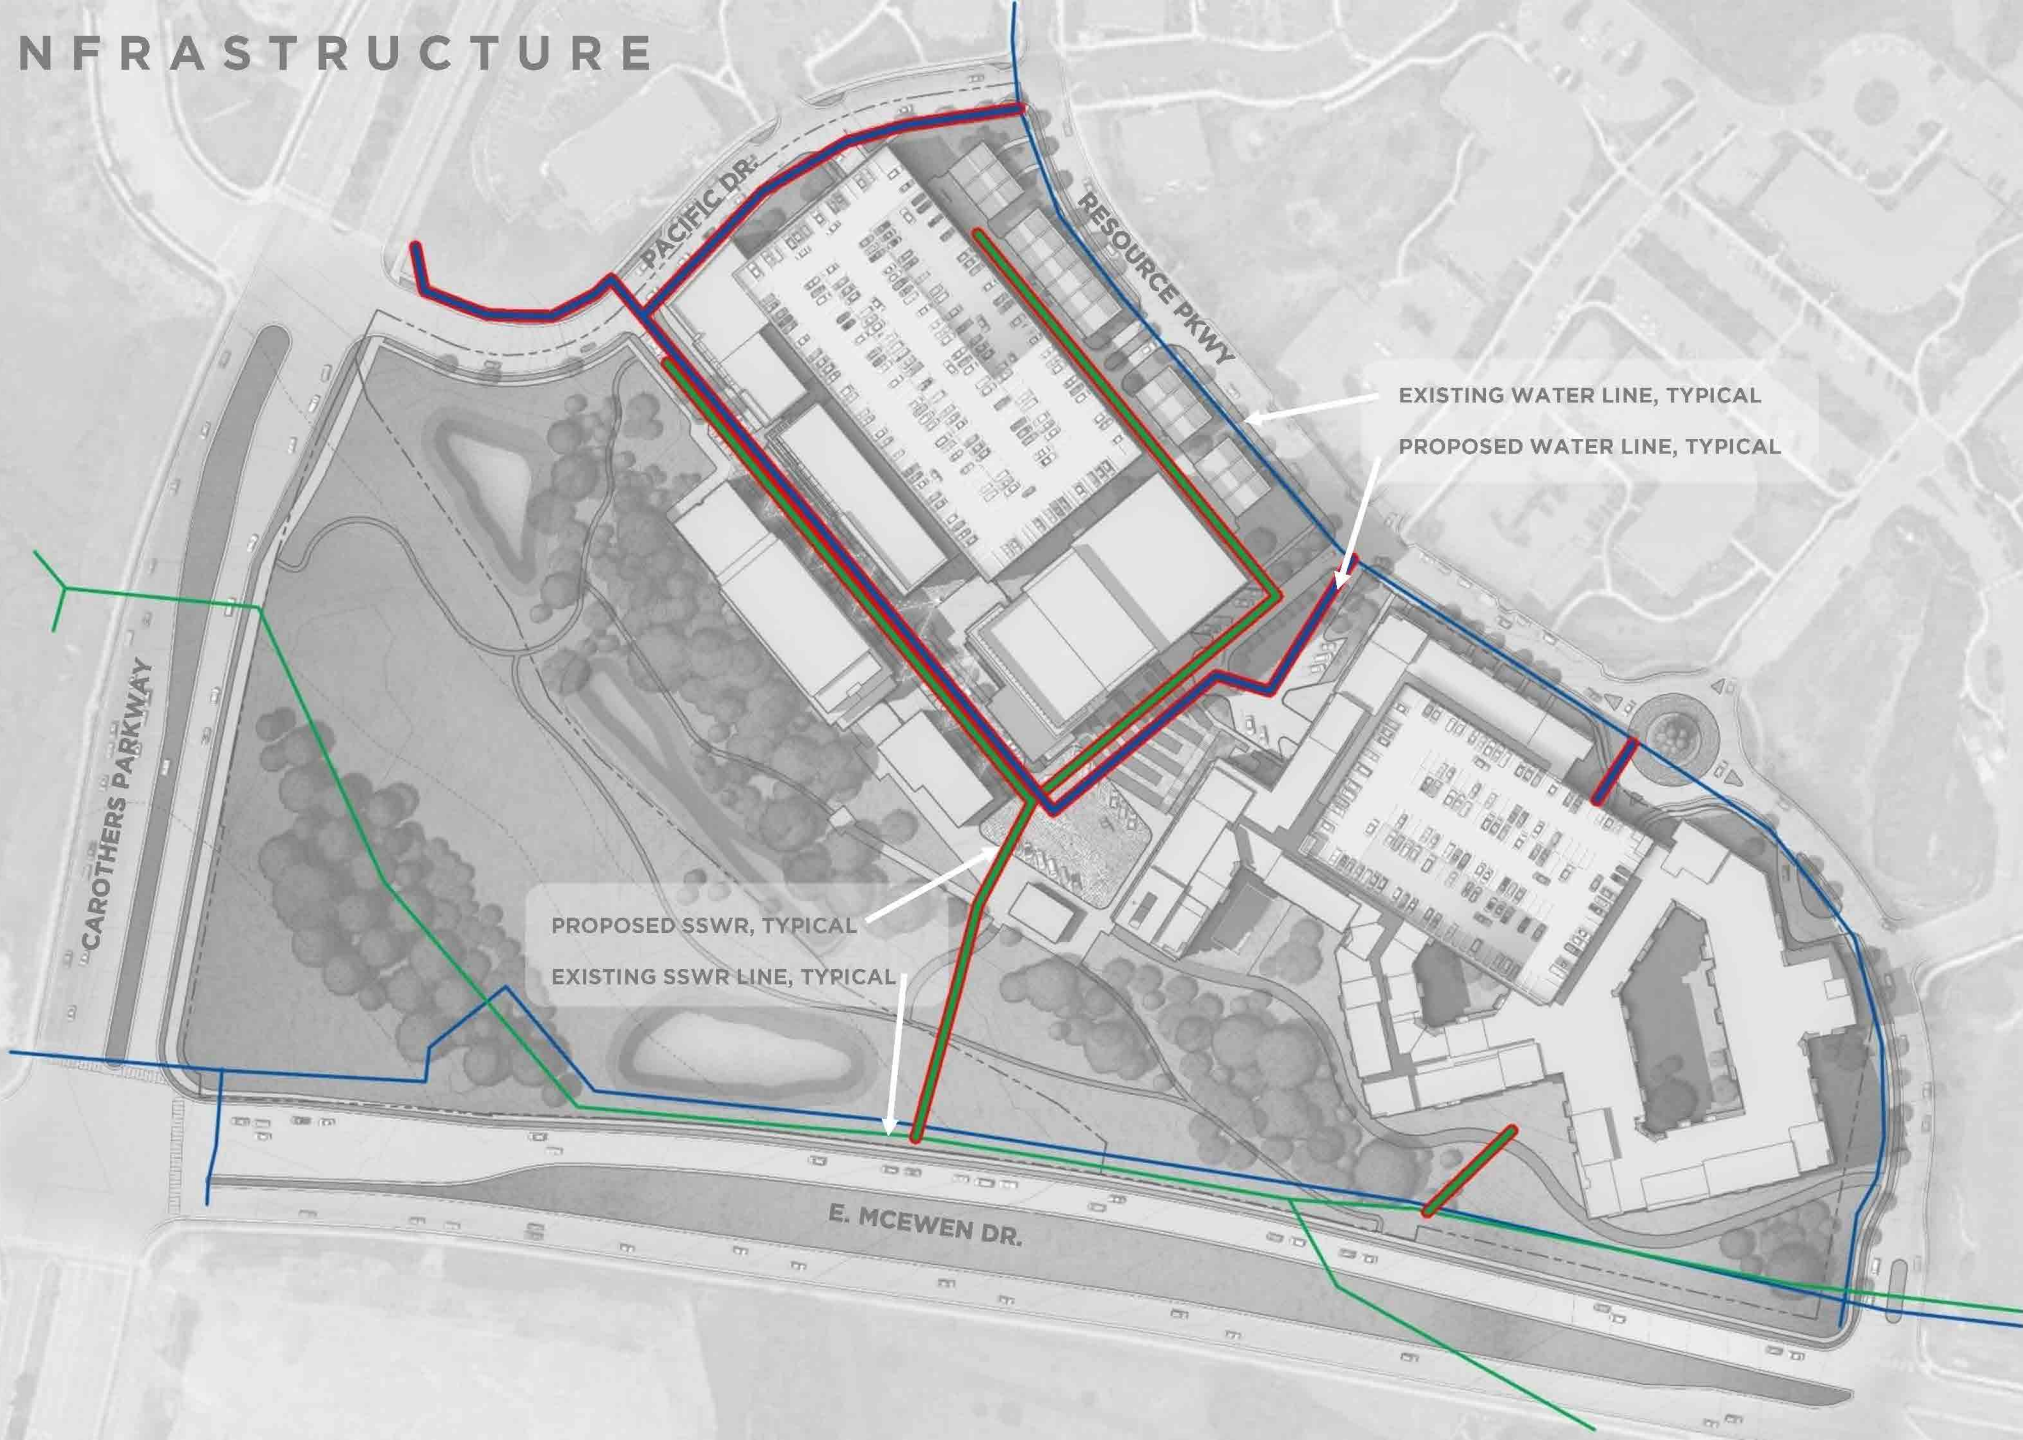 NFRASTRUCTURE
PACIFIC DR.
RESOURCE PKWY
EXISTING WATER LINE, TYPICAL
PROPOSED WATER LINE, TYPICAL
CAROTHERS PARKWAY
PROPOSED SSWR, TYPICAL
EXISTING SSWR LINE, TYPICAL
E. MCEWEN DR.